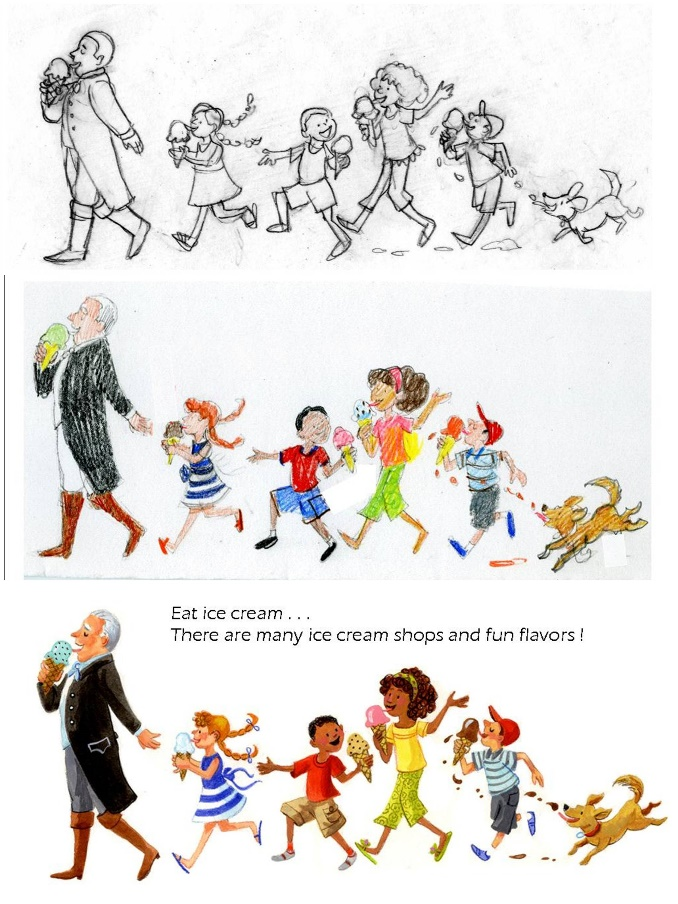 Eat ice cream . . .
There are many ice cream shops and fun flavors !